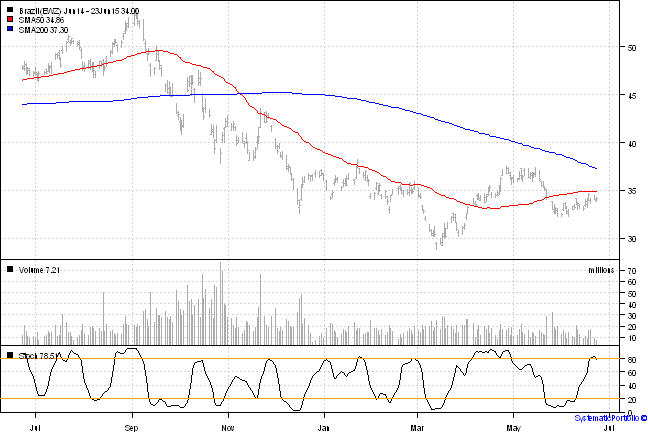 Brazil(EWZ) Jun 14 - 23Jun15 34.00
SMA50 34.86
SMA200 37.30
50
45
40
35
30
Volume 7.21
millions
70
60
50
40
30
20
10
Stoch 78.51
80
60
40
20
0
Jul Sep Nov Jan Mar May Jul
SystematicPortfolio ©